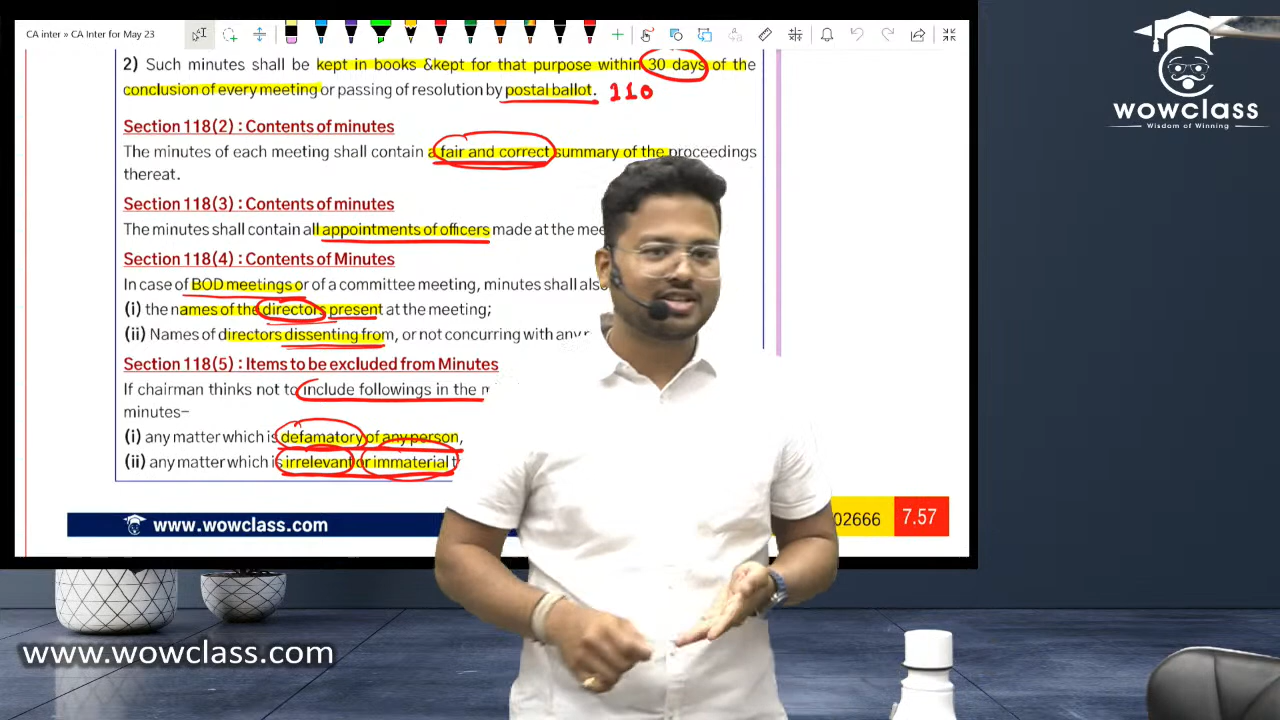 CA inter » CA Inter for May 23
2) Such minutes shall be kept in books &kept for that purpose within 30 days of the
conclusion of every meeting or passing of resolution by postal ballot. 110
Section 118(2) : Contents of minutes
The minutes of each meeting shall contain a fair and correct summary of the proceedings
thereat.
Section 118(3) : Contents of minutes
The minutes shall contain all appointments of officers made at the
Section 118(4) : Contents of Minutes
In case of BOD meetings or of a committee meeting, minutes shall
(i) the names of the directors present at the meeting;
(ii) Names of directors dissenting from, or not concurring with any
Section 118(5) : Items to be excluded from Minutes
If chairman thinks not to include followings in the
minutes-
(i) any matter which is defamatory of any person,
(ii) any matter which is irrelevant or immaterial
www.wowclass.com
02666
7.57
wowclass
Wisdom of Winning
www.wowclass.com